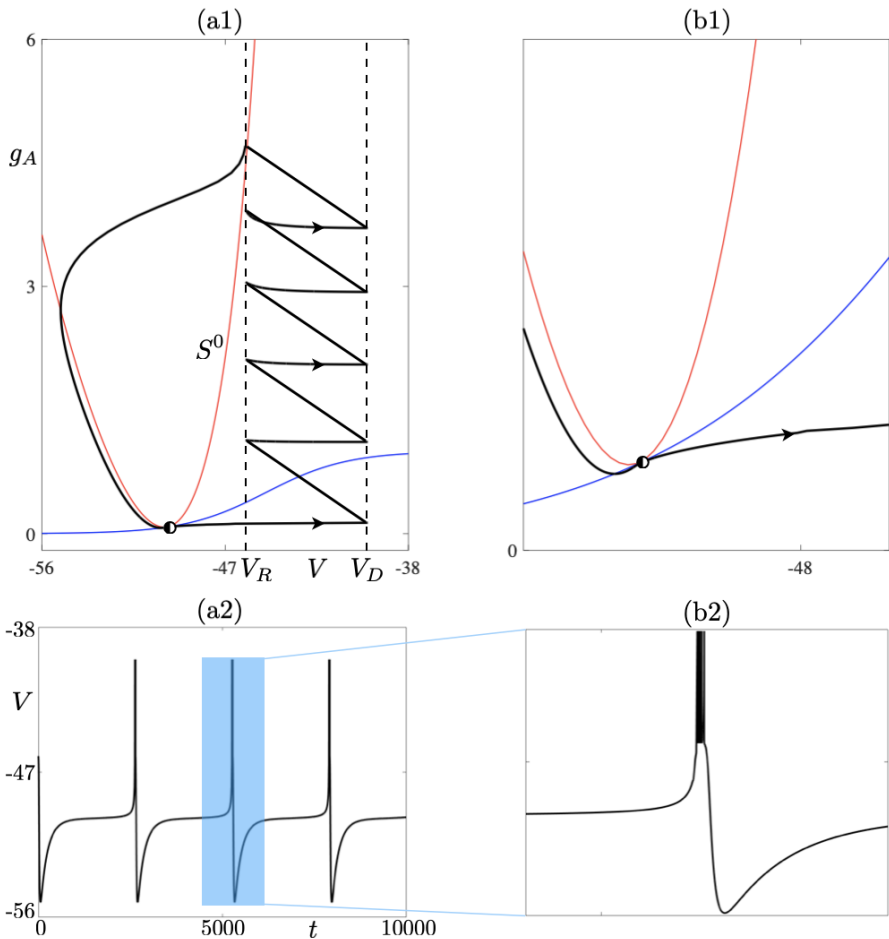 (a1)
(b1)
6
g_A
3
S^0
0
0
-56
-47
V_R
V
V_D
-38
-48
(a2)
(b2)
-38
V
-47
-56
0
5000
t
10000